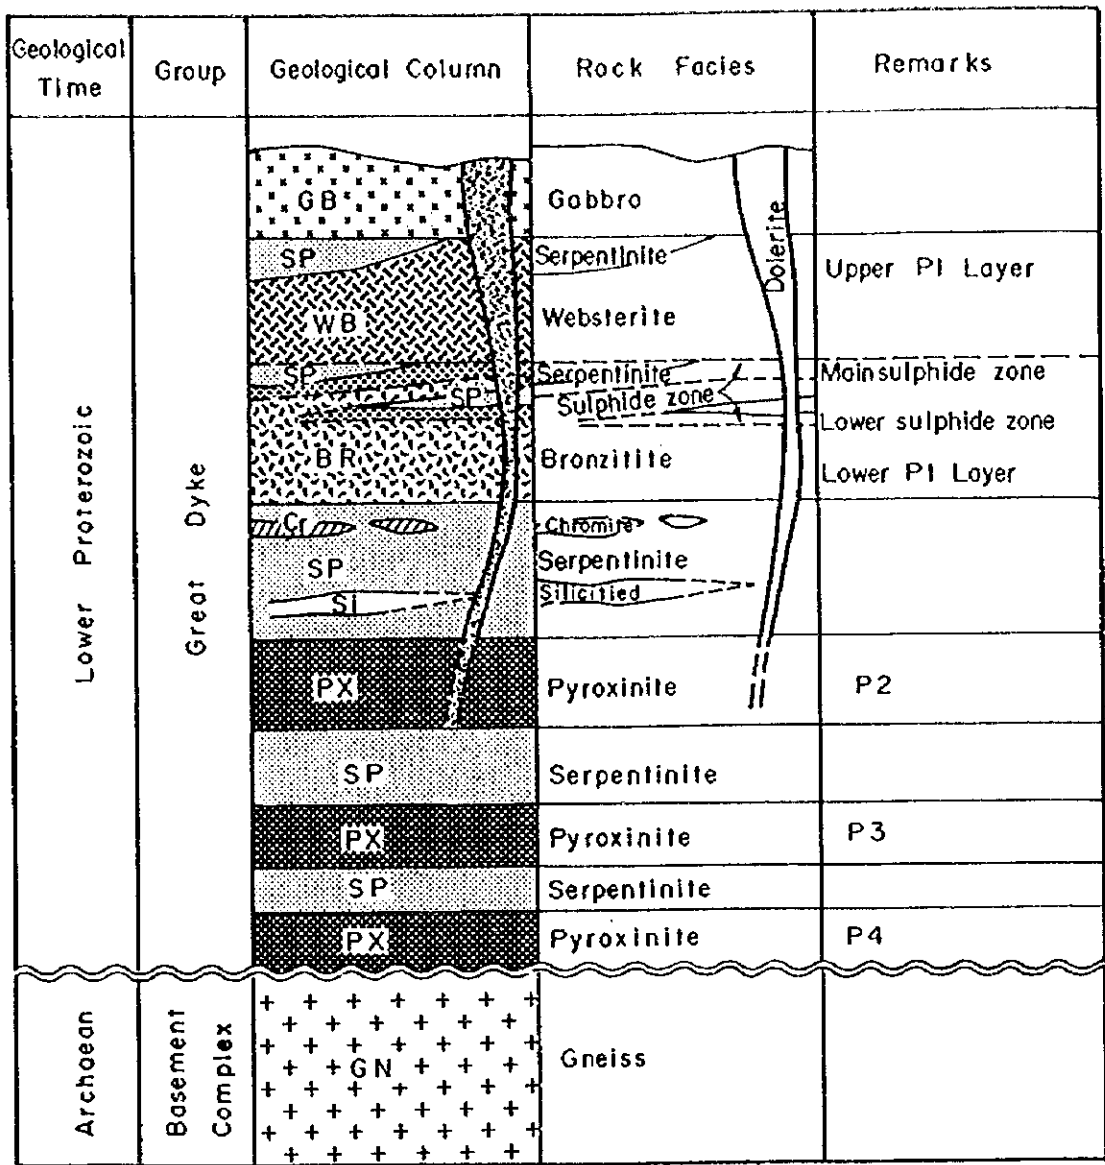 Geological Time
Group
Geological Column
Rock Facies
Remarks
Lower Proterozoic
Great Dyke
GB
Gabbro
Dolerite
SP
Serpentinite
Upper P1 Layer
WB
Websterite
SP
Serpentinite
Mainsulphide zone
SP
Sulphide zone
Lower sulphide zone
BR
Bronzitite
Lower P1 Layer
Cr
Chromite
SP
Serpentinite
Si
Silicitied
PX
Pyroxinite
P2
SP
Serpentinite
PX
Pyroxinite
P3
SP
Serpentinite
PX
Pyroxinite
P4
Archaean
Basement Complex
GN
Gneiss